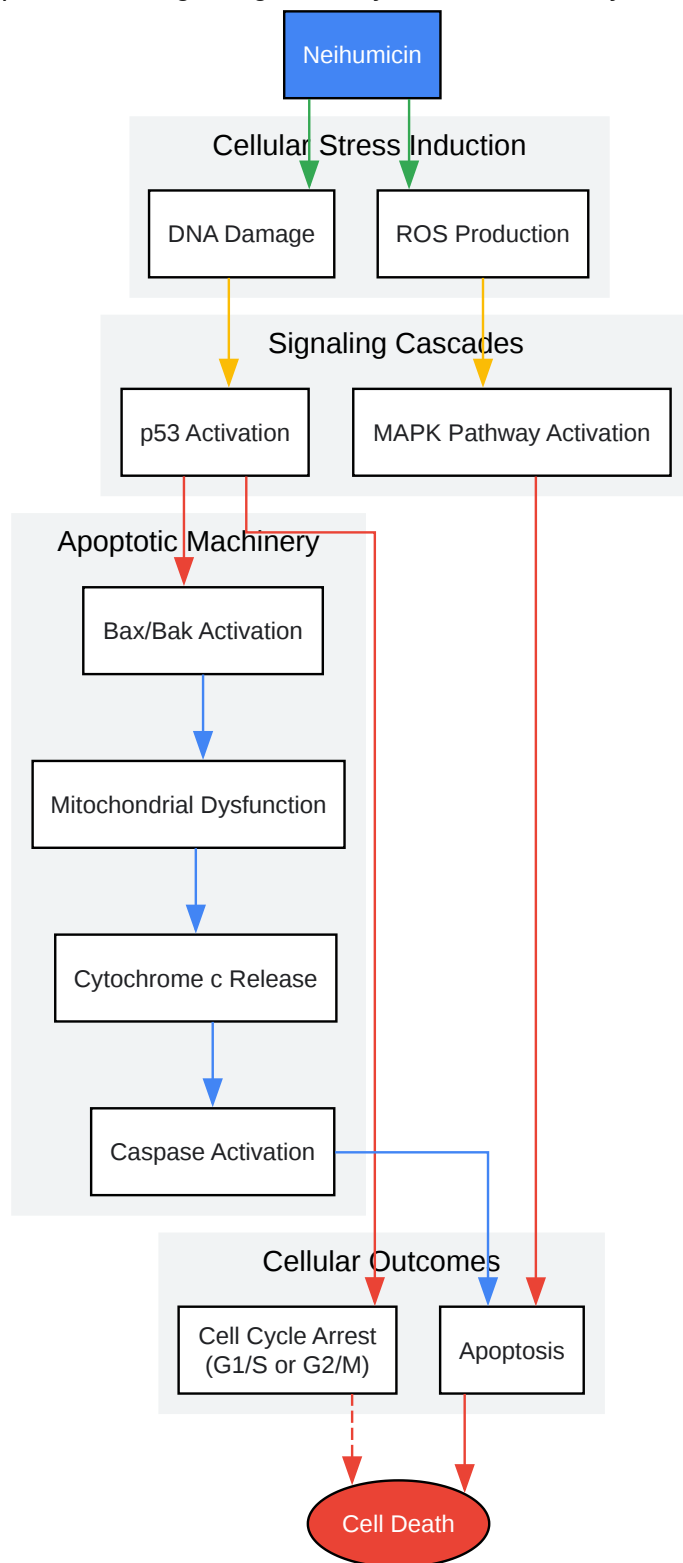 Neihumicin
Cellular Stress Induction
DNA Damage
ROS Production
Signaling Cascades
p53 Activation
MAPK Pathway Activation
Apoptotic Machinery
Bax/Bak Activation
Mitochondrial Dysfunction
Cytochrome c Release
Caspase Activation
Cellular Outcomes
Cell Cycle Arrest
(G1/S or G2/M)
Apoptosis
Cell Death